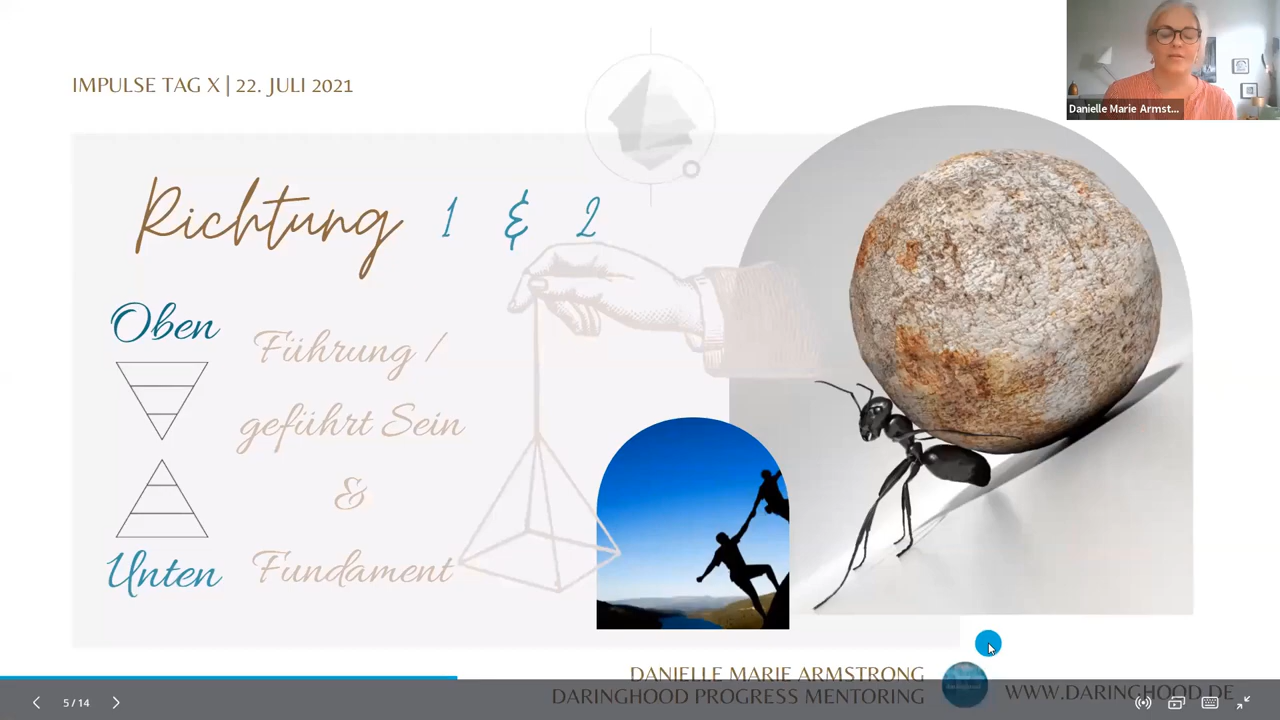 IMPULSE TAG X | 22. JULI 2021
Danielle Marie Armst...
Richtung 1 & 2
Oben
Führung /
geführt Sein
&
Unten
Fundament
DANIELLE MARIE ARMSTRONG
DARINGHOOD PROGRESS MENTORING
WWW.DARINGHOOD.DE
5 / 14